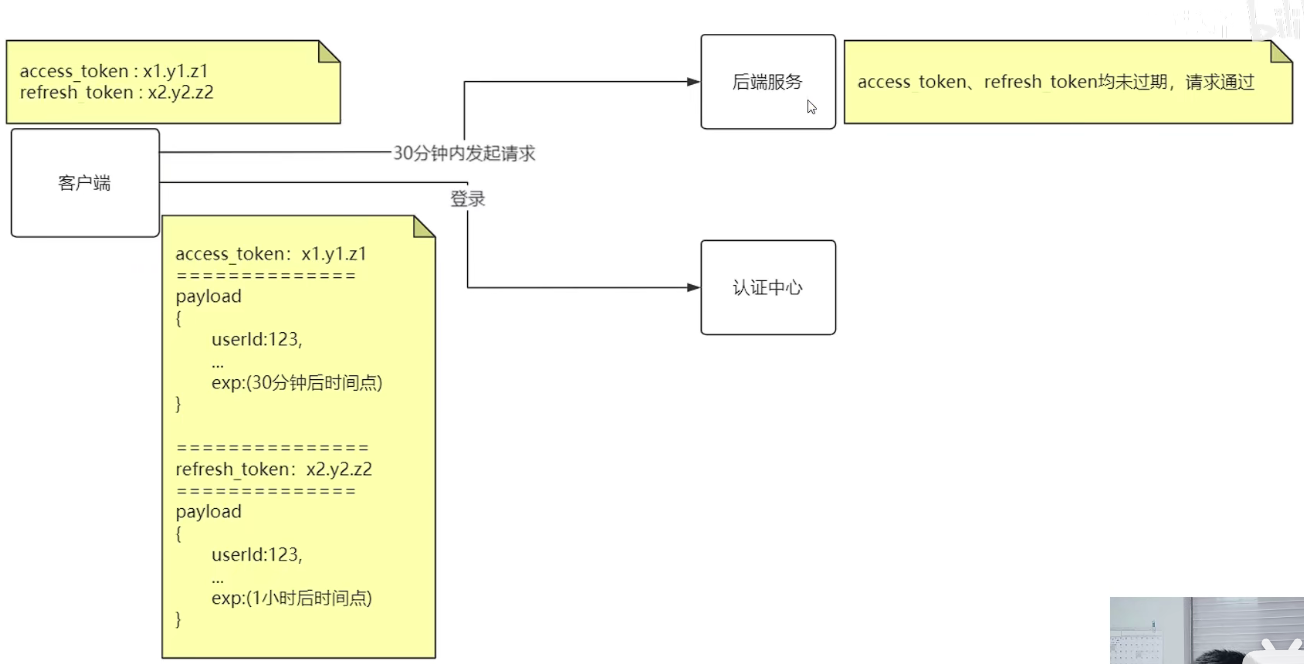 access_token : x1.y1.z1
refresh_token : x2.y2.z2
客户端
30分钟内发起请求
登录
后端服务
access_token、refresh_token均未过期，请求通过
认证中心
access_token：x1.y1.z1
==============
payload
{
userId:123,
...
exp:(30分钟后时间点)
}
===============
refresh_token：x2.y2.z2
==============
payload
{
userId:123,
...
exp:(1小时后时间点)
}